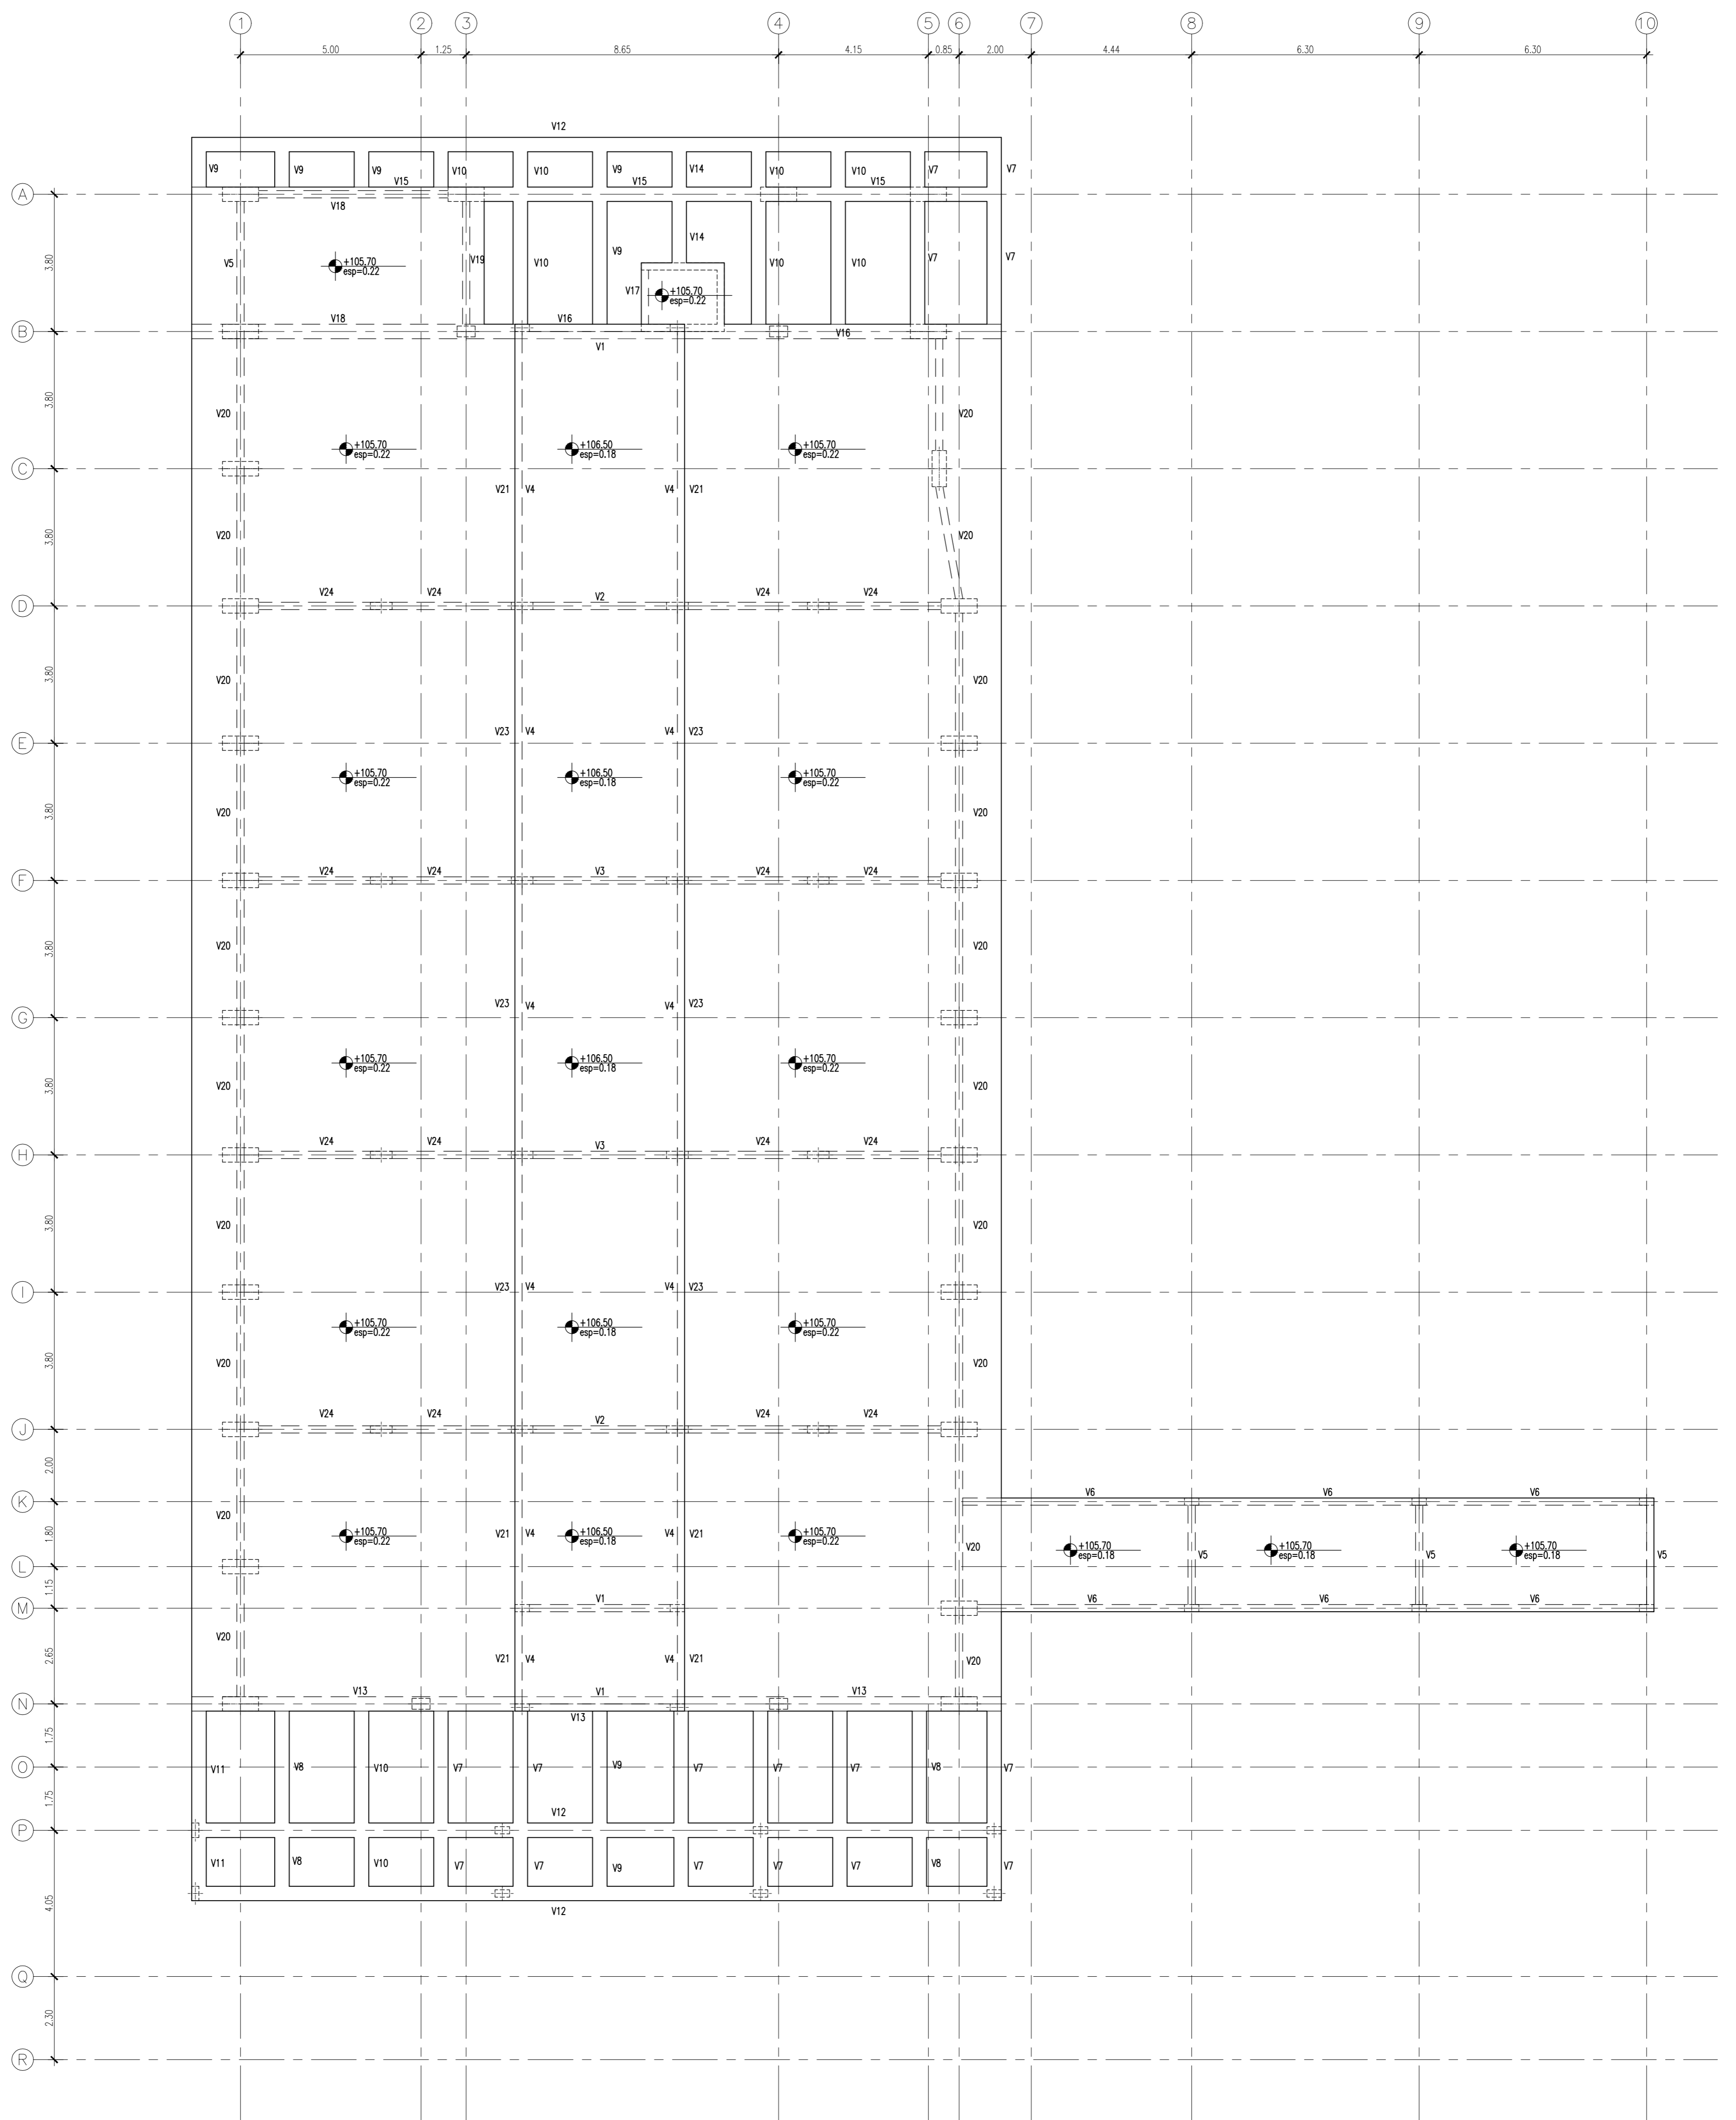 1 2 3 4 5 6 7 8 9 10
5.00 1.25 8.65 4.15 0.85 2.00 4.44 6.30 6.30
V12
V9 V9 V9 V10 V10 V9 V14 V10 V10 V7 V7
V15 V15 V15
A
V18
3.80 V5 +105.70 V19 V10 V9 V14 V10 V10 V7 V7
esp=0.22
V17 +105.70
esp=0.22
V18 V16
B V16
V1
3.80 V20 V20
+105.70 +106.50 +105.70
esp=0.22 esp=0.18 esp=0.22
C
V21 V4 V4 V21
3.80 V20 V20
V24 V24 V2 V24 V24
D
3.80 V20 V20
V23 V4 V4 V23
E
+105.70 +106.50 +105.70
esp=0.22 esp=0.18 esp=0.22
3.80 V20 V20
V24 V24 V3 V24 V24
F
3.80 V20 V20
V23 V4 V4 V23
G
+105.70 +106.50 +105.70
esp=0.22 esp=0.18 esp=0.22
3.80 V20 V20
V24 V24 V3 V24 V24
H
3.80 V20 V20
V23 V4 V4 V23
I
+105.70 +106.50 +105.70
esp=0.22 esp=0.18 esp=0.22
3.80 V20 V20
V24 V24 V2 V24 V24
J
2.00
V6 V6 V6
K
V20
1.80 +105.70 V21 V4 +106.50 V4 V21 +105.70
esp=0.22 esp=0.18 esp=0.22
V20 +105.70 V5 +105.70 V5 +105.70 V5
esp=0.18 esp=0.18 esp=0.18
L
1.15
V1 V6 V6 V6
M
V20
2.65 V21 V4 V4 V21 V20
V13 V1 V13
N
V13
1.75
O
V11 V8 V10 V7 V7 V9 V7 V7 V7 V8 V7
1.75
V12
P
V11 V8 V10 V7 V7 V9 V7 V7 V7 V8 V7
4.05
V12
Q
2.30
R